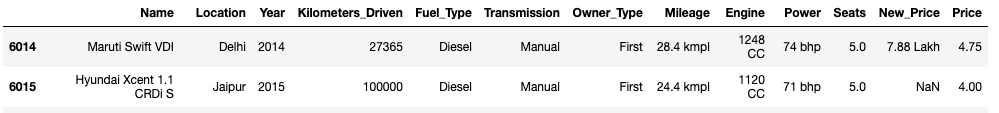 Name Location Year Kilometers_Driven Fuel_Type Transmission Owner_Type Mileage Engine Power Seats New_Price Price
6014 Maruti Swift VDI Delhi 2014 27365 Diesel Manual First 28.4 kmpl 1248 CC 74 bhp 5.0 7.88 Lakh 4.75
6015 Hyundai Xcent 1.1 CRDi S Jaipur 2015 100000 Diesel Manual First 24.4 kmpl 1120 CC 71 bhp 5.0 NaN 4.00